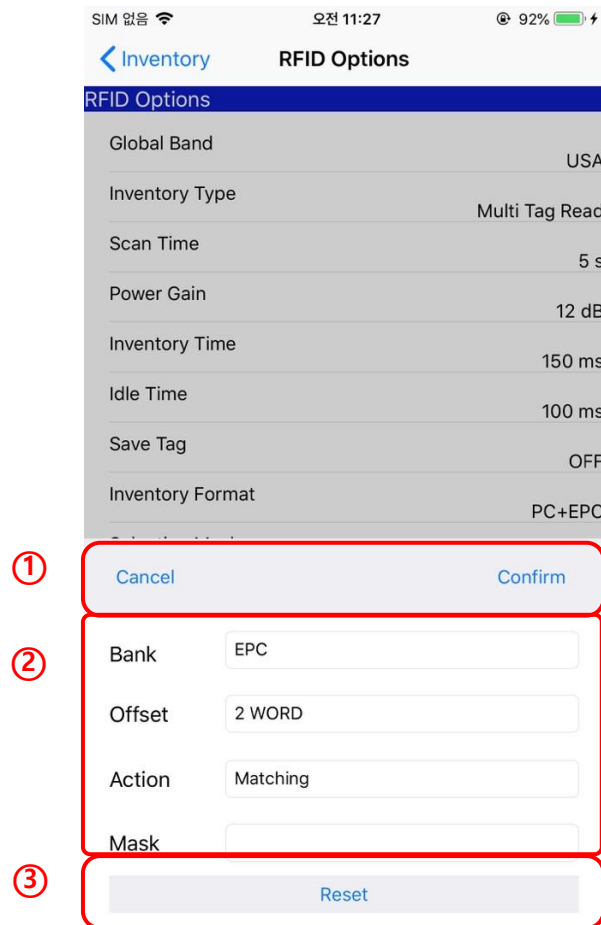 SIM 없음 오전 11:27 92%
Inventory RFID Options
RFID Options
Global Band
USA
Inventory Type
Multi Tag Read
Scan Time
5 s
Power Gain
12 dB
Inventory Time
150 ms
Idle Time
100 ms
Save Tag
OFF
Inventory Format
PC+EPC
① Cancel Confirm
②
Bank EPC
Offset 2 WORD
Action Matching
Mask
③ Reset